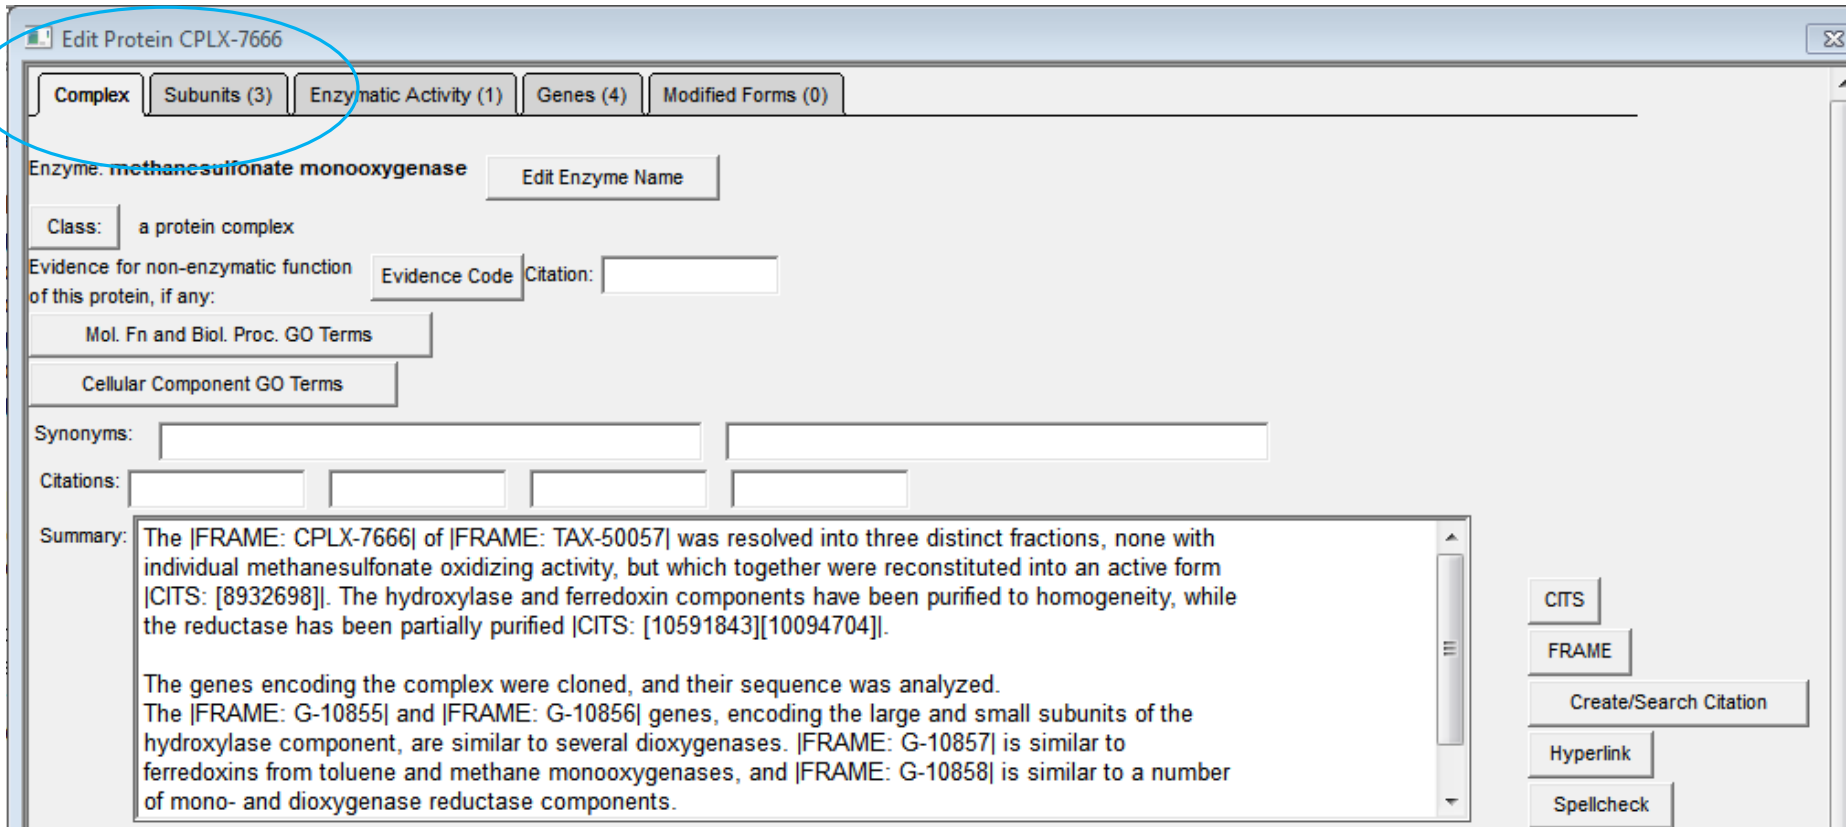 Edit Protein CPLX-7666
Complex Subunits (3) Enzymatic Activity (1) Genes (4) Modified Forms (0)
Enzyme: methanesulfonate monooxygenase Edit Enzyme Name
Class: a protein complex
Evidence for non-enzymatic function
of this protein, if any: Evidence Code Citation:
Mol. Fn and Biol. Proc. GO Terms
Cellular Component GO Terms
Synonyms:
Citations:
Summary: The |FRAME: CPLX-7666| of |FRAME: TAX-50057| was resolved into three distinct fractions, none with
individual methanesulfonate oxidizing activity, but which together were reconstituted into an active form
|CITS: [8932698]|. The hydroxylase and ferredoxin components have been purified to homogeneity, while
the reductase has been partially purified |CITS: [10591843][10094704]|.
The genes encoding the complex were cloned, and their sequence was analyzed.
The |FRAME: G-10855| and |FRAME: G-10856| genes, encoding the large and small subunits of the
hydroxylase component, are similar to several dioxygenases. |FRAME: G-10857| is similar to
ferredoxins from toluene and methane monooxygenases, and |FRAME: G-10858| is similar to a number
of mono- and dioxygenase reductase components.
CITS
FRAME
Create/Search Citation
Hyperlink
Spellcheck